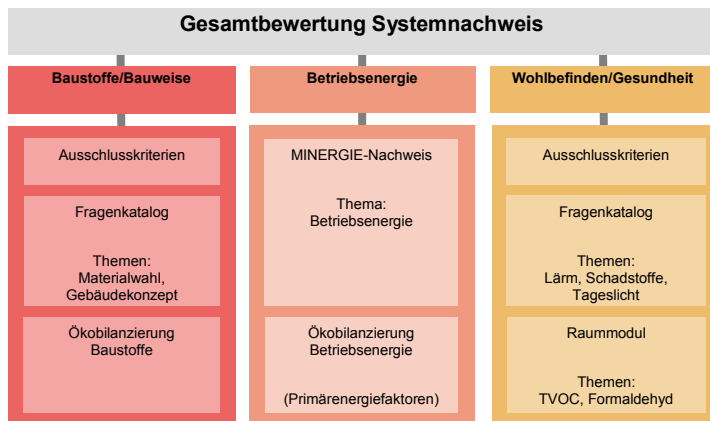 Gesamtbewertung Systemnachweis
Baustoffe/Bauweise
Ausschlusskriterien
Fragenkatalog
Themen:
Materialwahl,
Gebäudekonzept
Ökobilanzierung
Baustoffe
Betriebsenergie
MINERGIE-Nachweis
Thema:
Betriebsenergie
Ökobilanzierung
Betriebsenergie
(Primärenergiefaktoren)
Wohlbefinden/Gesundheit
Ausschlusskriterien
Fragenkatalog
Themen:
Lärm, Schadstoffe,
Tageslicht
Raummodul
Themen:
TVOC, Formaldehyd